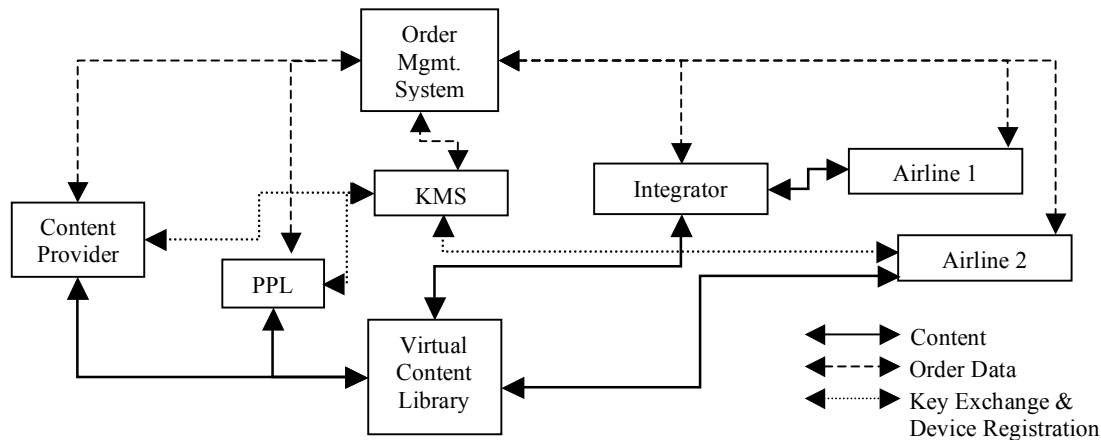 Order
Mgmt.
System
KMS
Integrator
Airline 1
Content
Provider
PPL
Airline 2
Virtual
Content
Library
Content
Order Data
Key Exchange &
Device Registration